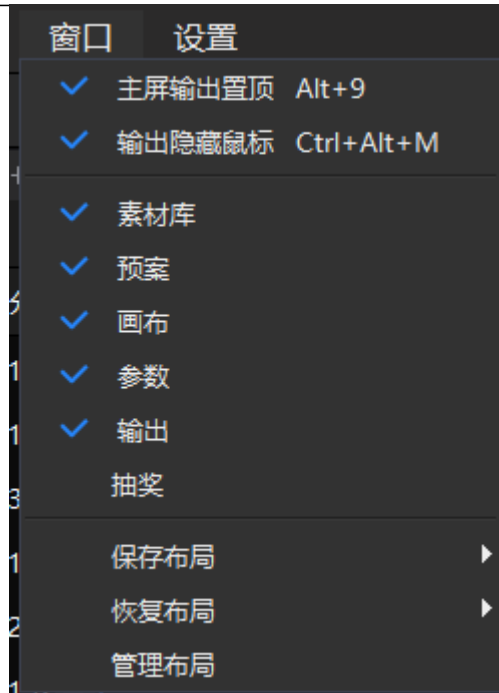 窗口 设置
主屏输出置顶 Alt+9
输出隐藏鼠标 Ctrl+Alt+M
素材库
预案
画布
参数
输出
抽奖
保存布局
恢复布局
管理布局